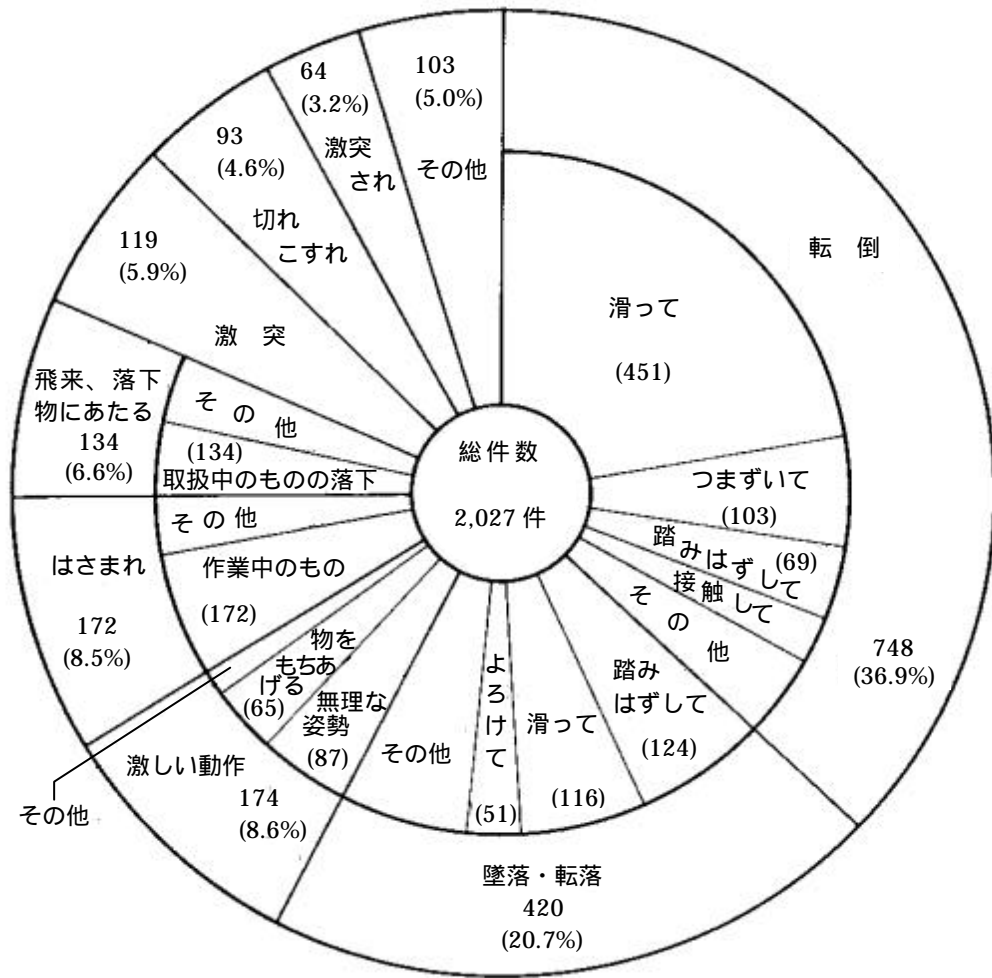 総件数
2,027 件
転 倒
748
(36.9%)
滑って
(451)
つまずいて
(103)
踏みはずして
(69)
接触して
その他
墜落・転落
420
(20.7%)
踏み
はずして
(124)
滑って
(116)
よろけて
(51)
その他
激しい動作
174
(8.6%)
無理な
姿勢
(87)
物を
もちあ
げる
(65)
その他
はさまれ
172
(8.5%)
作業中のもの
(172)
その他
飛来、落下
物にあたる
134
(6.6%)
取扱中のものの落下
(134)
その他
激 突
119
(5.9%)
切れ
こすれ
93
(4.6%)
激突
され
64
(3.2%)
その他
103
(5.0%)